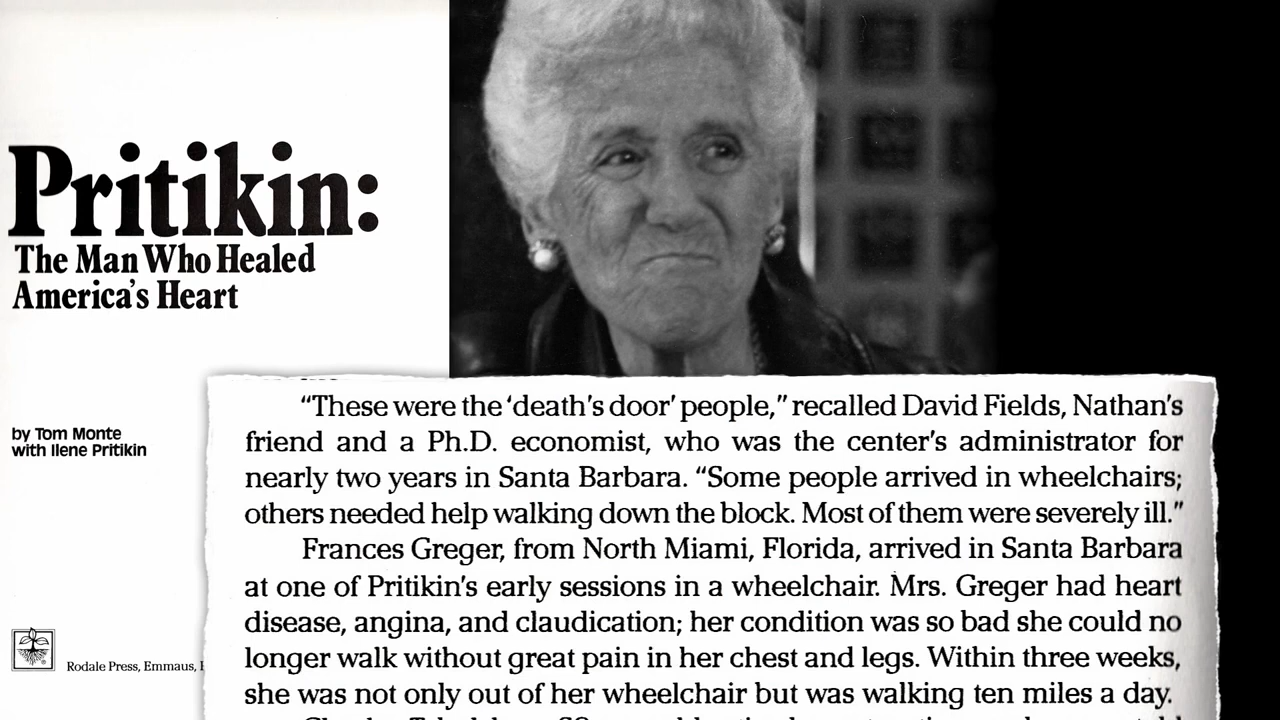 Pritikin:
The Man Who Healed
America's Heart
by Tom Monte
with Ilene Pritikin
Rodale Press, Emmaus,
“These were the ‘death's door’ people,” recalled David Fields, Nathan's
friend and a Ph.D. economist, who was the center's administrator for
nearly two years in Santa Barbara. “Some people arrived in wheelchairs;
others needed help walking down the block. Most of them were severely ill.”
Frances Greger, from North Miami, Florida, arrived in Santa Barbara
at one of Pritikin's early sessions in a wheelchair. Mrs. Greger had heart
disease, angina, and claudication; her condition was so bad she could no
longer walk without great pain in her chest and legs. Within three weeks,
she was not only out of her wheelchair but was walking ten miles a day.